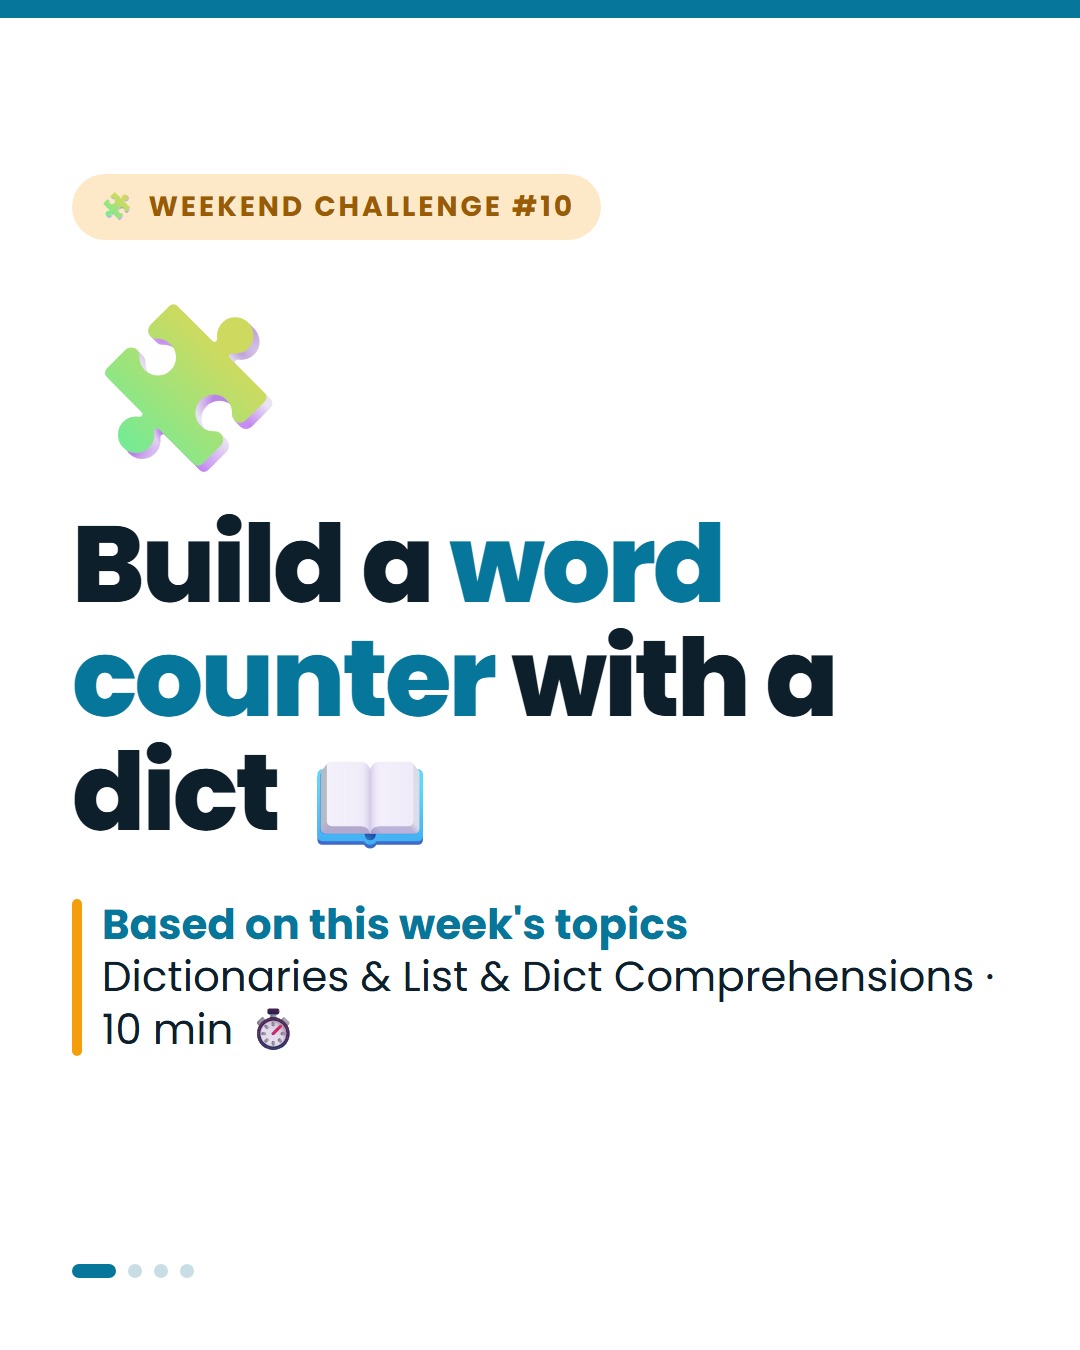 WEEKEND CHALLENGE #10
Build a word
counter with a
dict
Based on this week's topics
Dictionaries & List & Dict Comprehensions ·
10 min